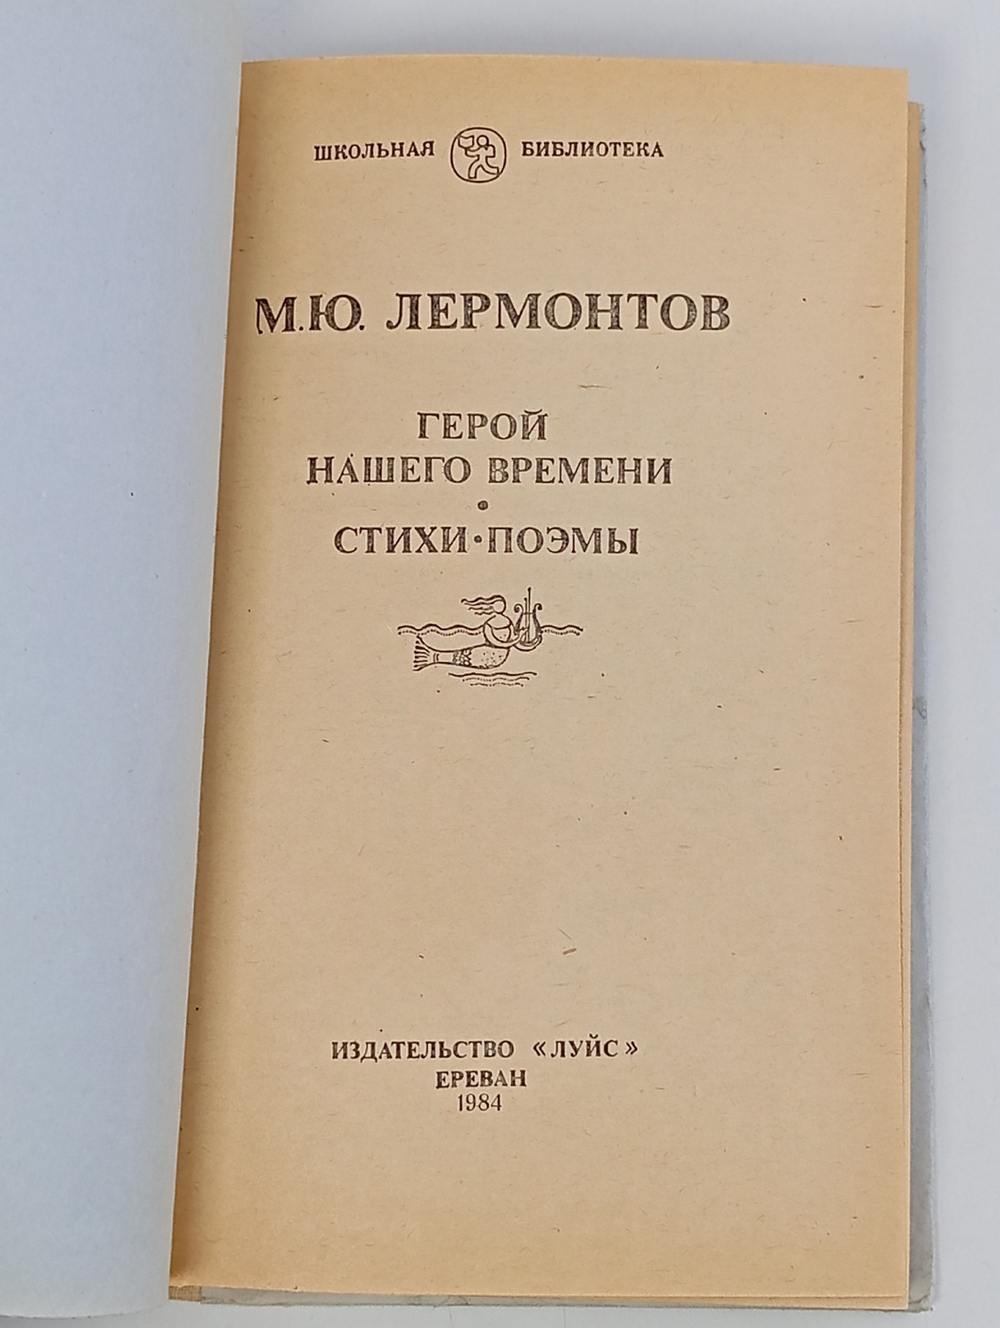 ШКОЛЬНАЯ БИБЛИОТЕКА
М.Ю. ЛЕРМОНТОВ
ГЕРОЙ
НАШЕГО ВРЕМЕНИ
•
СТИХИ•ПОЭМЫ
ИЗДАТЕЛЬСТВО «ЛУЙС»
ЕРЕВАН
1984